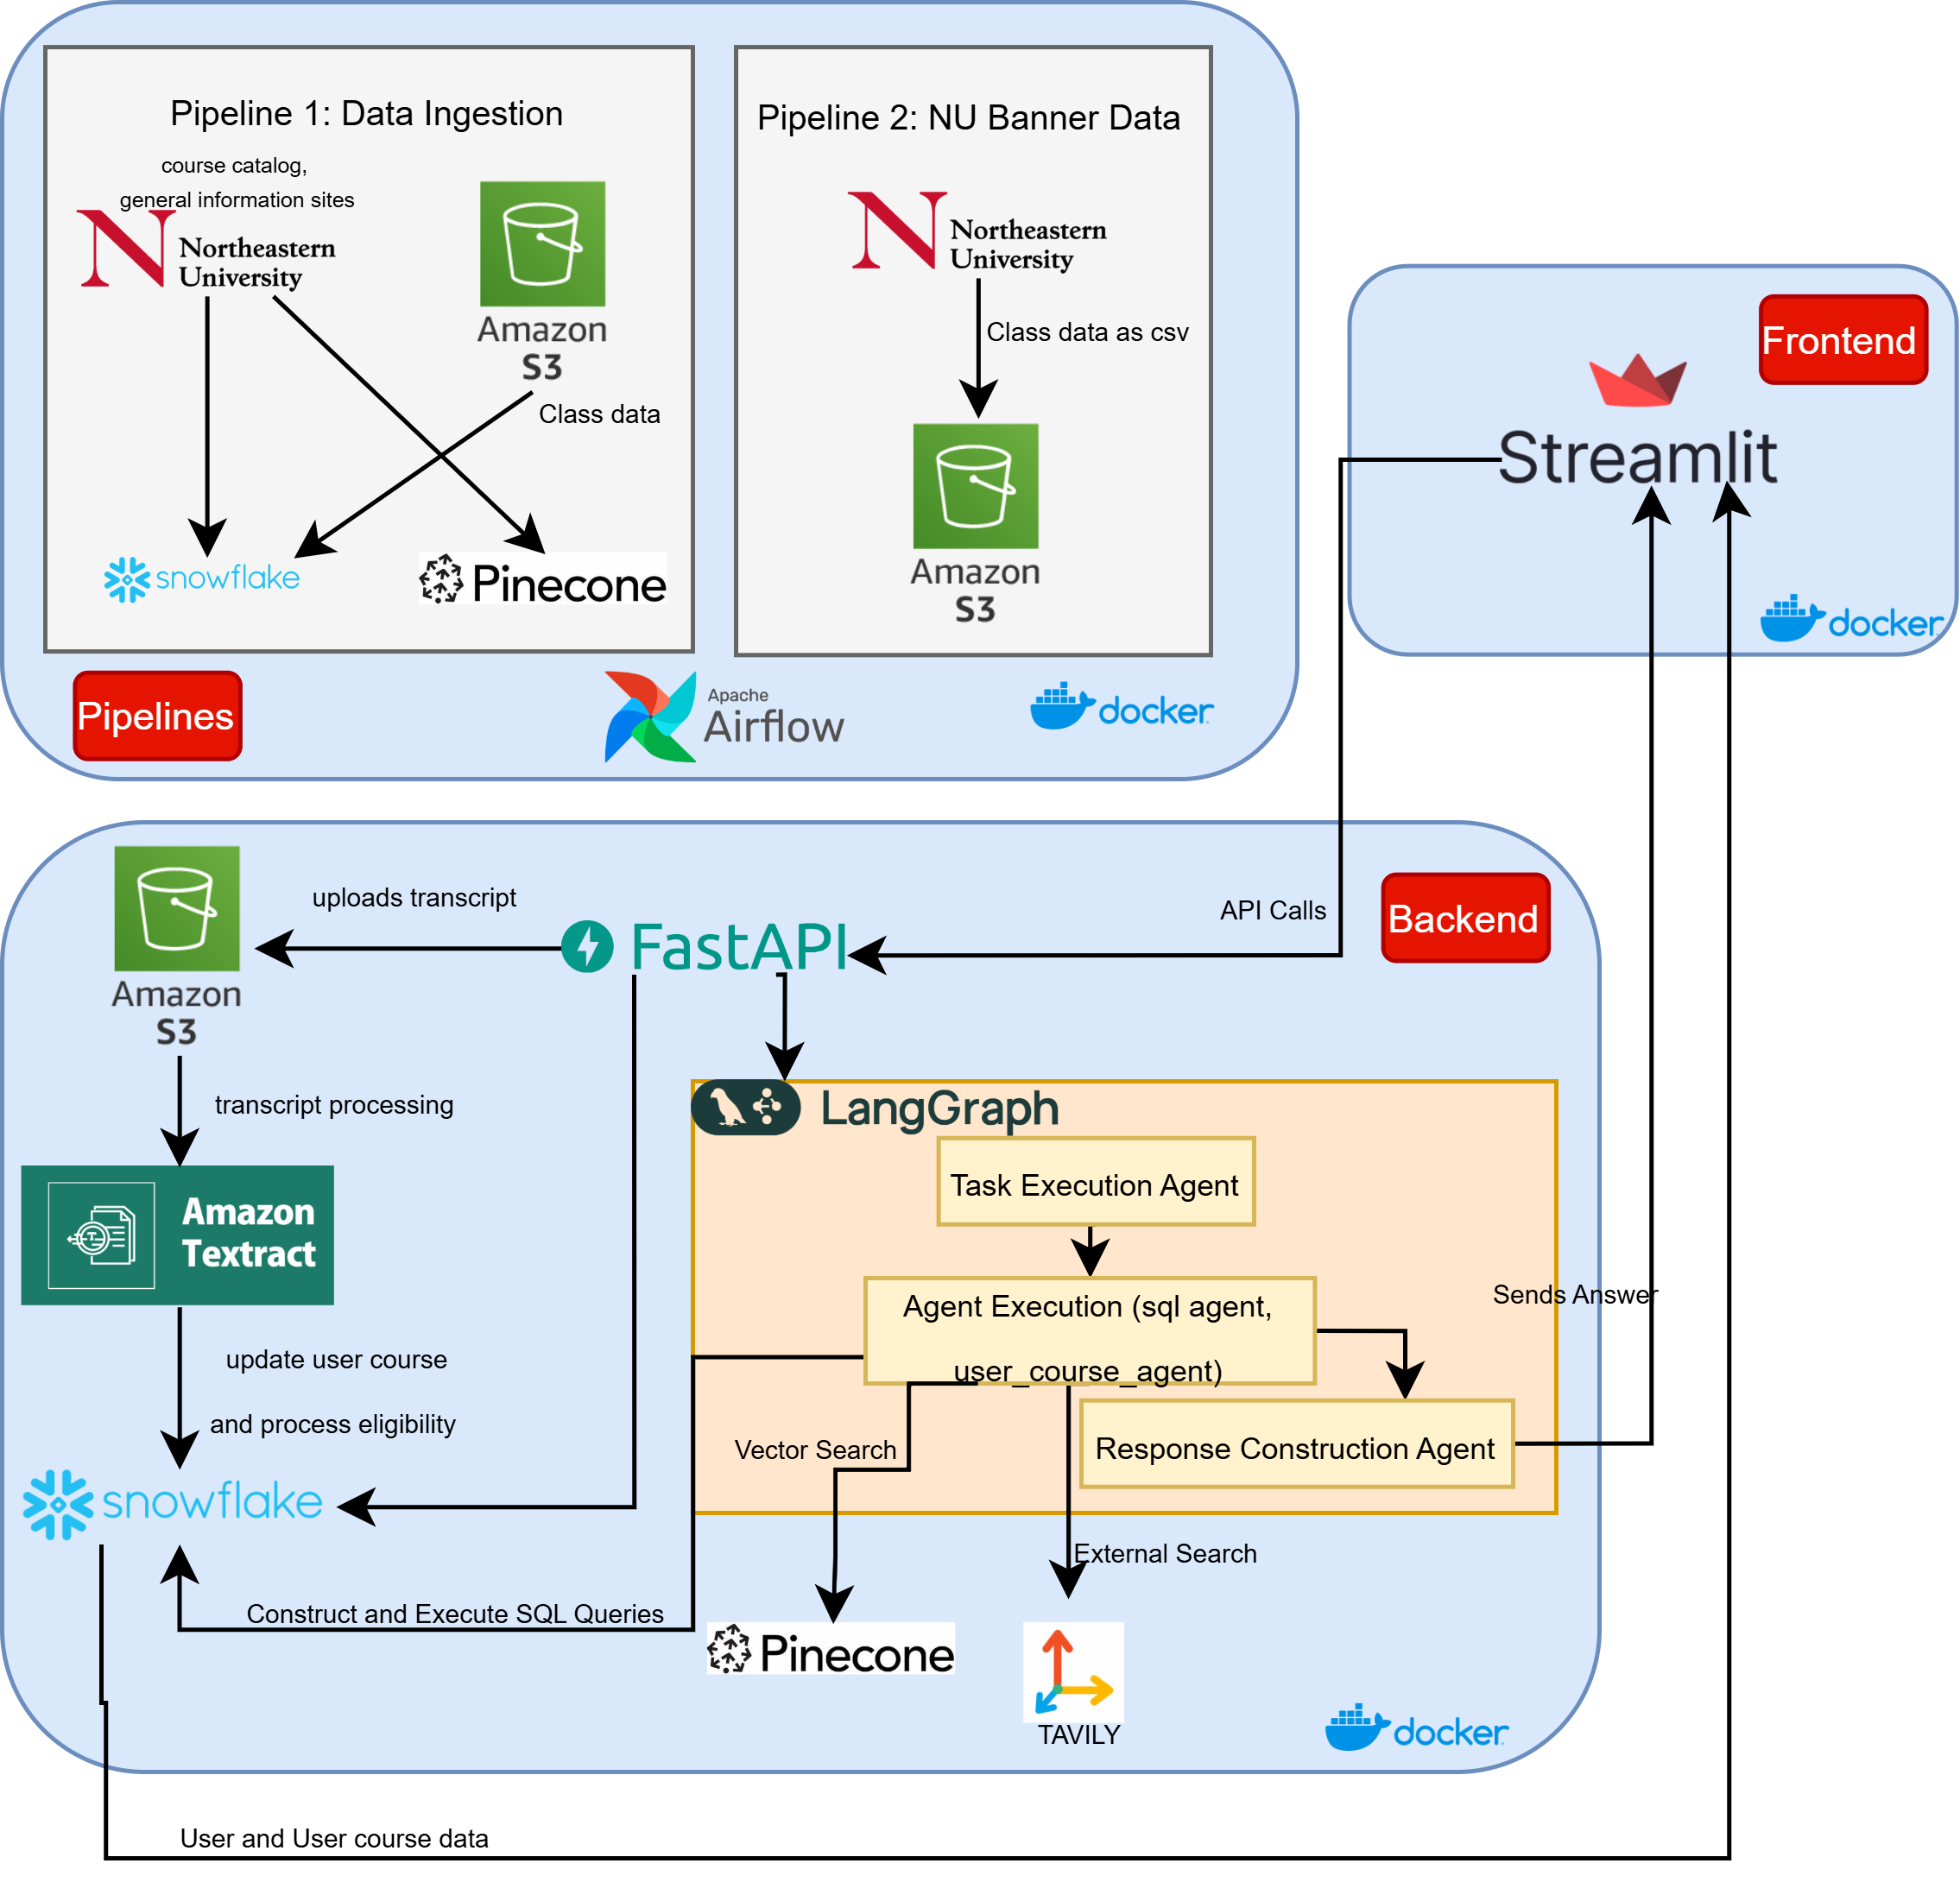 Pipeline 1: Data Ingestion
course catalog,
general information sites
Northeastern
University
Amazon
S3
Class data
snowflake
Pinecone
Pipeline 2: NU Banner Data
Northeastern
University
Class data as csv
Amazon
S3
Pipelines
Apache
Airflow
docker
Frontend
Streamlit
docker
Backend
API Calls
FastAPI
uploads transcript
Amazon
S3
transcript processing
Amazon
Textract
update user course
and process eligibility
snowflake
LangGraph
Task Execution Agent
Agent Execution (sql agent,
user_course_agent)
Response Construction Agent
Sends Answer
Vector Search
External Search
Construct and Execute SQL Queries
Pinecone
TAVILY
docker
User and User course data